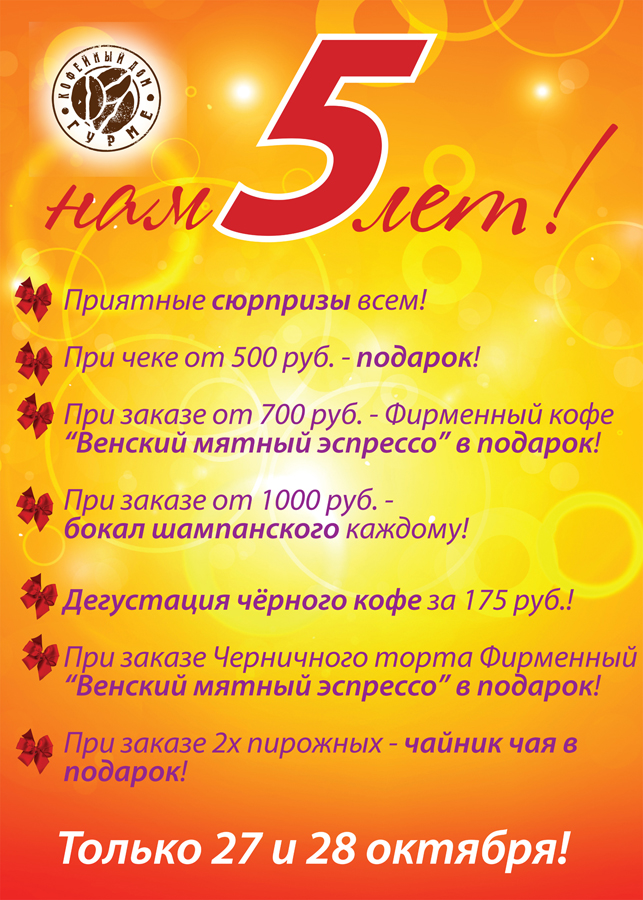 КОФЕЙНЫЙ ДОМ
ГУРМЕ
нам 5 лет!
Приятные сюрпризы всем!
При чеке от 500 руб. - подарок!
При заказе от 700 руб. - Фирменный кофе
“Венский мятный эспрессо” в подарок!
При заказе от 1000 руб. -
бокал шампанского каждому!
Дегустация чёрного кофе за 175 руб.!
При заказе Черничного торта Фирменный
“Венский мятный эспрессо” в подарок!
При заказе 2х пирожных - чайник чая в
подарок!
Только 27 и 28 октября!